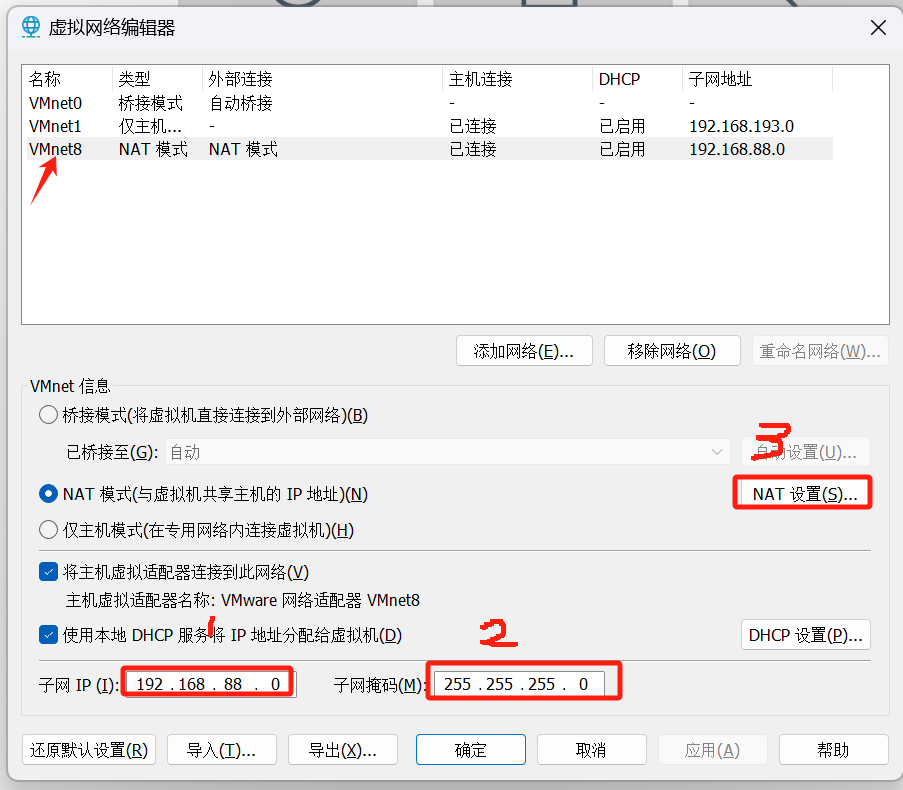 虚拟网络编辑器
名称 类型 外部连接 主机连接 DHCP 子网地址
VMnet0 桥接模式 自动桥接 - - -
VMnet1 仅主机... - 已连接 已启用 192.168.193.0
VMnet8 NAT 模式 NAT 模式 已连接 已启用 192.168.88.0
添加网络(E)... 移除网络(O) 重命名网络(W)...
VMnet 信息
桥接模式(将虚拟机直接连接到外部网络)(B)
3
已桥接至(G): 自动 自动设置(U)...
NAT 模式(与虚拟机共享主机的 IP 地址)(N) NAT 设置(S)...
仅主机模式(在专用网络内连接虚拟机)(H)
将主机虚拟适配器连接到此网络(V)
主机虚拟适配器名称: VMware 网络适配器 VMnet8
1 2
使用本地 DHCP 服务将 IP 地址分配给虚拟机(D) DHCP 设置(P)...
子网 IP (I): 192 . 168 . 88 . 0 子网掩码(M): 255 . 255 . 255 . 0
还原默认设置(R) 导入(T)... 导出(X)... 确定 取消 应用(A) 帮助